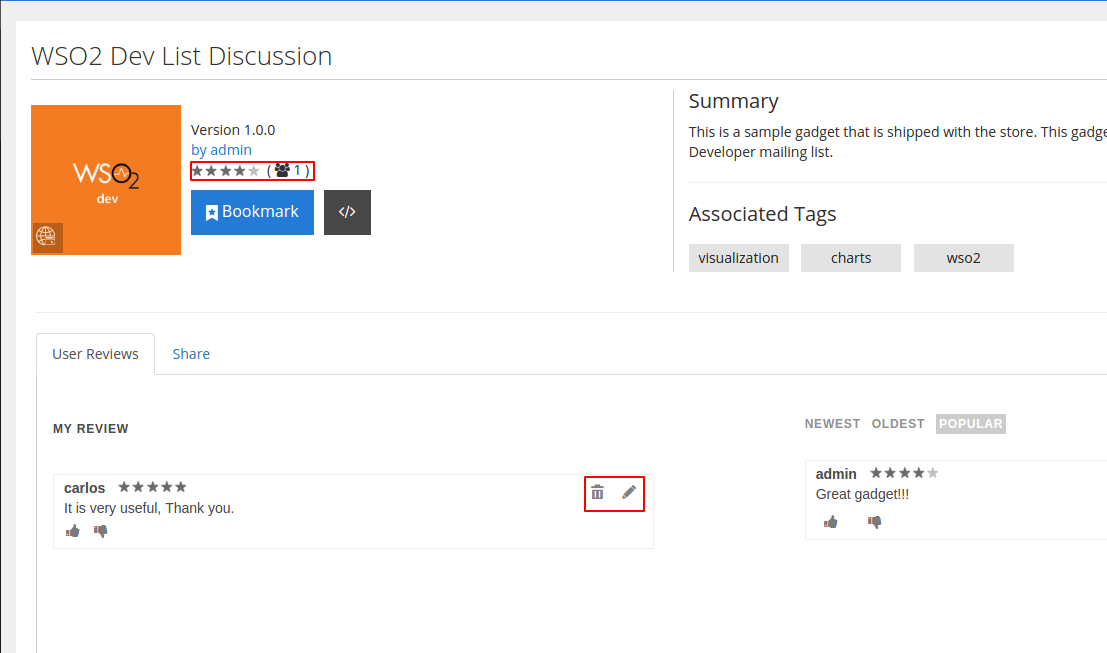 WSO2 Dev List Discussion
WSO2
dev
Version 1.0.0
by admin
( 1 )
Bookmark
</>
Summary
This is a sample gadget that is shipped with the store. This gadge
Developer mailing list.
Associated Tags
visualization charts wso2
User Reviews Share
MY REVIEW
carlos
It is very useful, Thank you.
NEWEST OLDEST POPULAR
admin
Great gadget!!!